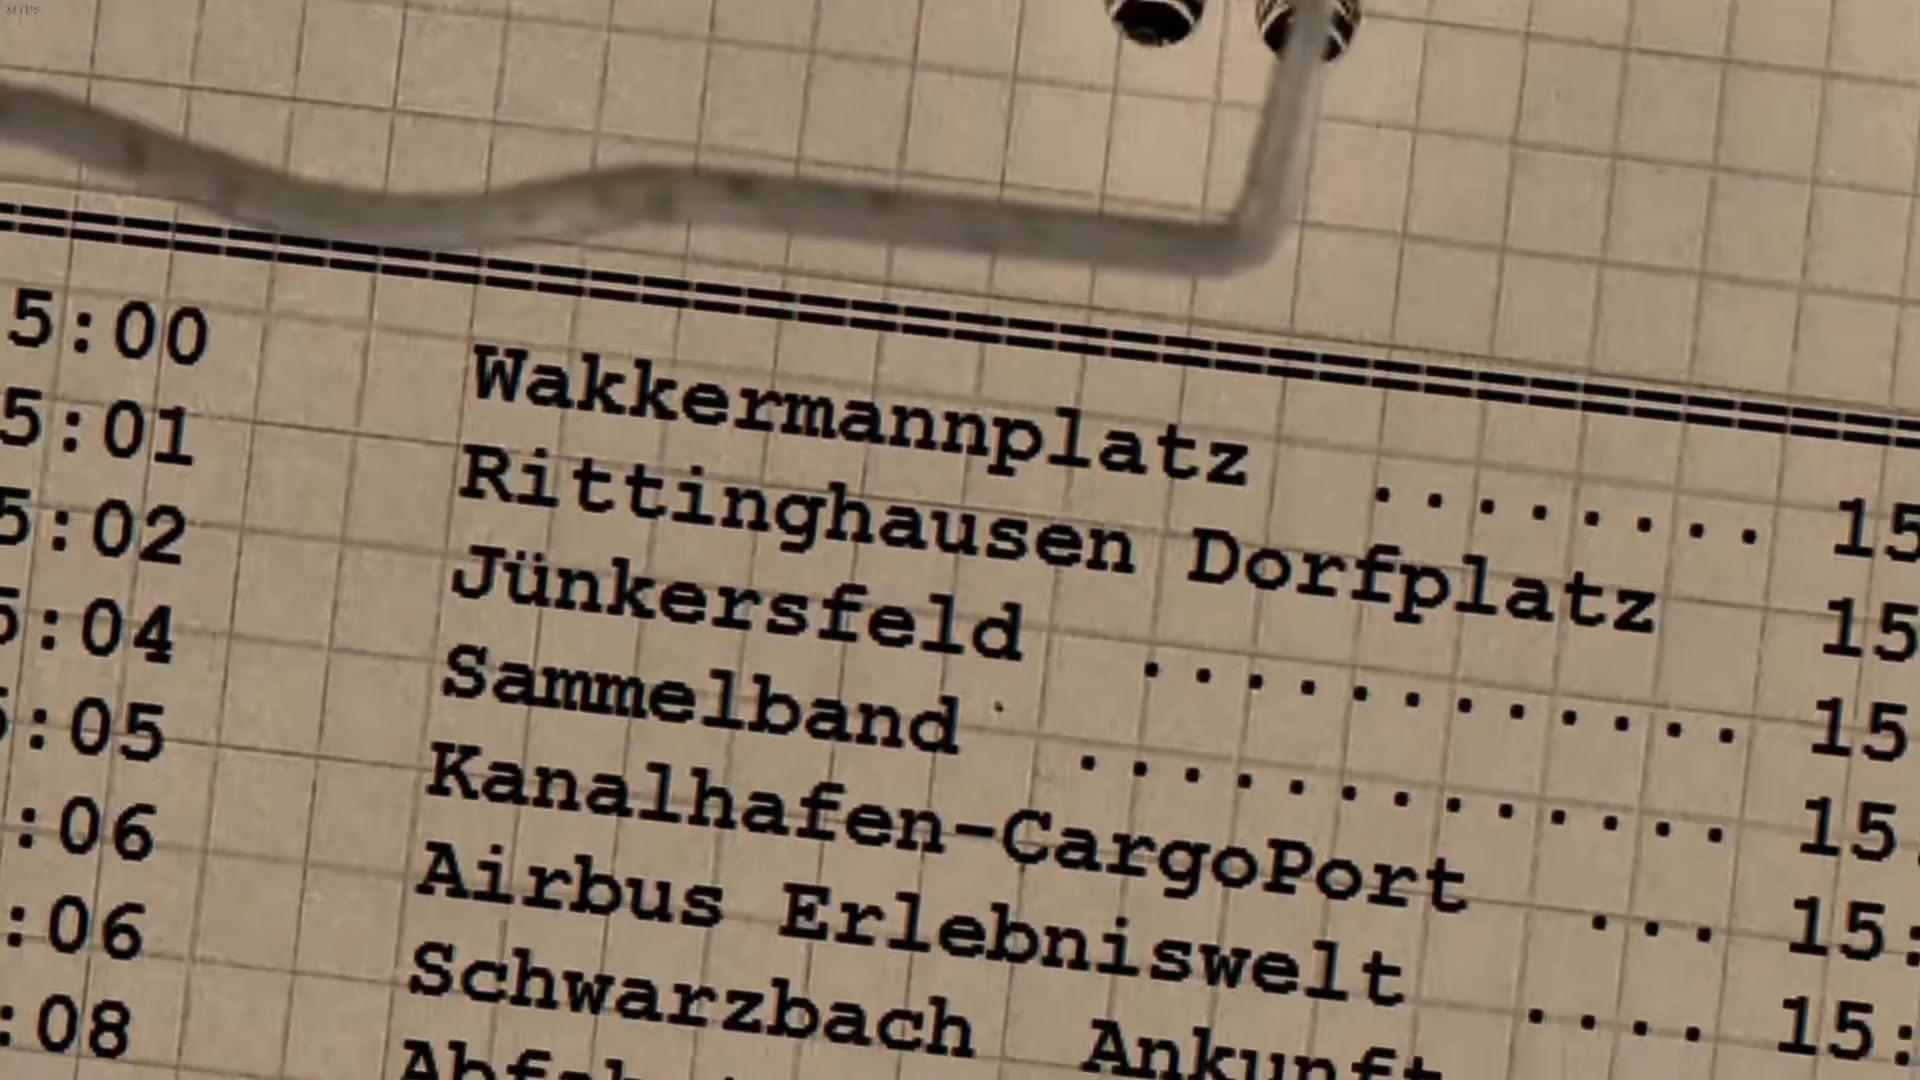 5:00 Wakkermannplatz ........ 15
5:01 Rittinghausen Dorfplatz 15
5:02 Jünkersfeld ............ 15
5:04 Sammelband ............. 15
5:05 Kanalhafen-CargoPort ... 15:
:06 Airbus Erlebniswelt .... 15:
:06 Schwarzbach Ankunft
:08